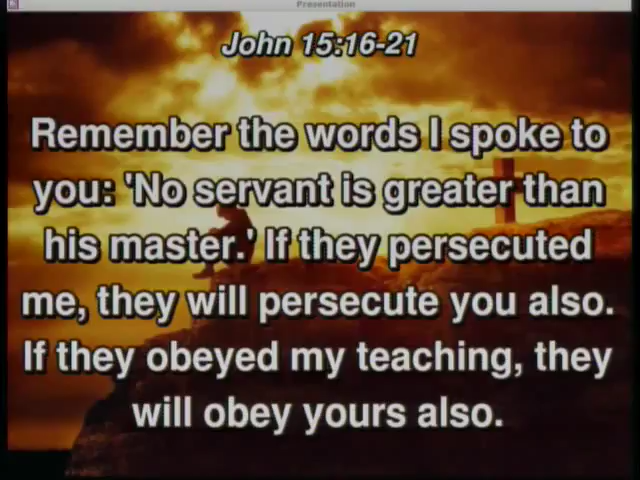 Presentation
John 15:16-21
Remember the words I spoke to
you: 'No servant is greater than
his master.' If they persecuted
me, they will persecute you also.
If they obeyed my teaching, they
will obey yours also.